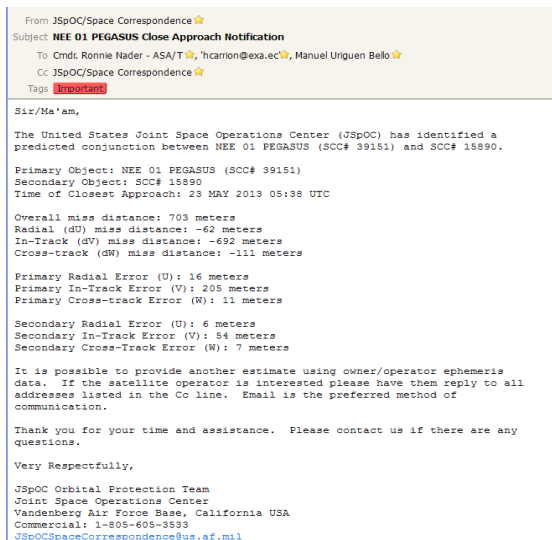 From JSpOC/Space Correspondence
Subject NEE 01 PEGASUS Close Approach Notification
To Cmdr. Ronnie Nader - ASA/T, 'hcarrion@exa.ec', Manuel Uriguen Bello
Cc JSpOC/Space Correspondence
Tags Important
Sir/Ma'am,
The United States Joint Space Operations Center (JSpOC) has identified a
predicted conjunction between NEE 01 PEGASUS (SCC# 39151) and SCC# 15890.
Primary Object: NEE 01 PEGASUS (SCC# 39151)
Secondary Object: SCC# 15890
Time of Closest Approach: 23 MAY 2013 05:38 UTC
Overall miss distance: 703 meters
Radial (dU) miss distance: -62 meters
In-Track (dV) miss distance: -692 meters
Cross-track (dW) miss distance: -111 meters
Primary Radial Error (U): 16 meters
Primary In-Track Error (V): 205 meters
Primary Cross-track Error (W): 11 meters
Secondary Radial Error (U): 6 meters
Secondary In-Track Error (V): 54 meters
Secondary Cross-Track Error (W): 7 meters
It is possible to provide another estimate using owner/operator ephemeris
data.  If the satellite operator is interested please have them reply to all
addresses listed in the Cc line.  Email is the preferred method of
communication.
Thank you for your time and assistance.  Please contact us if there are any
questions.
Very Respectfully,
JSpOC Orbital Protection Team
Joint Space Operations Center
Vandenberg Air Force Base, California USA
Commercial: 1-805-605-3533
JSpOCSpaceCorrespondence@us.af.mil